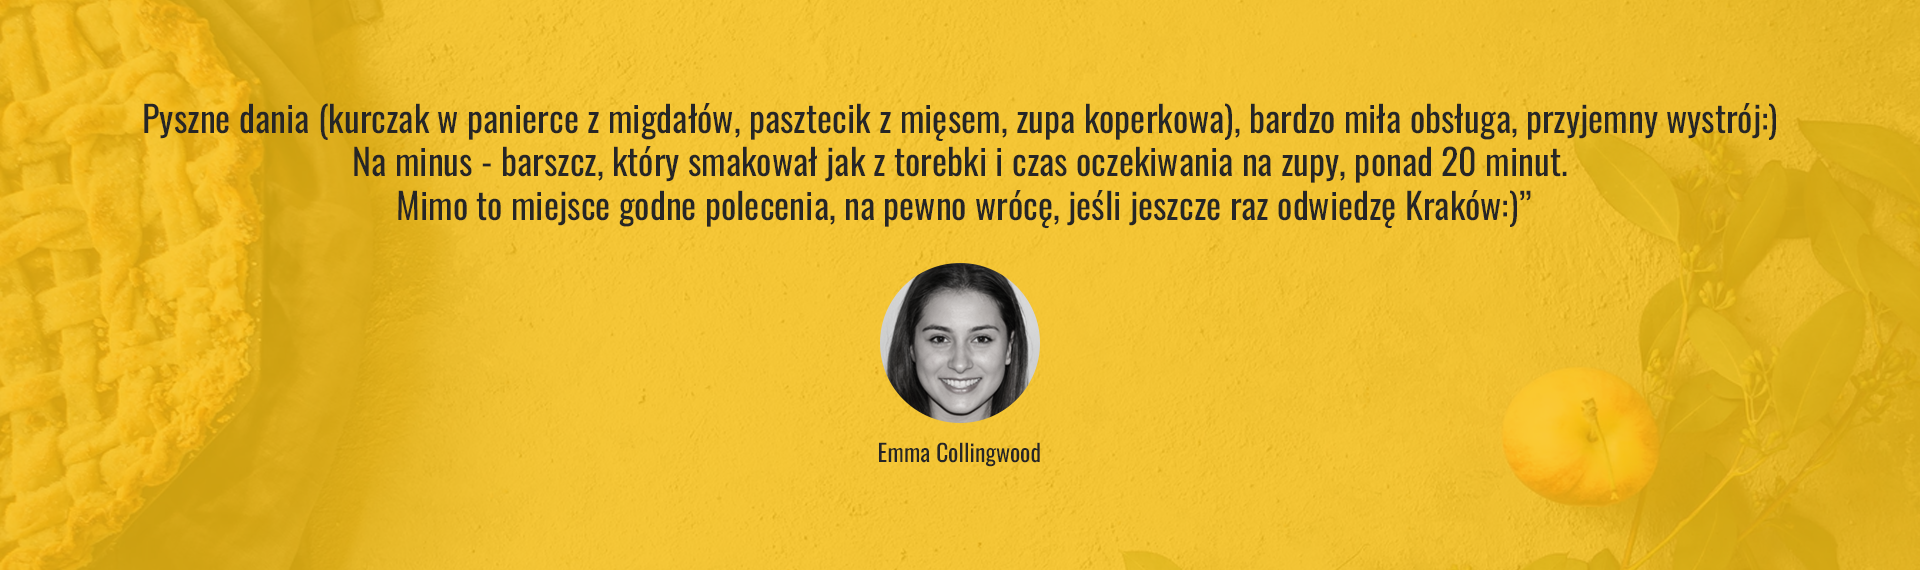 Pyszne dania (kurczak w panierce z migdałów, pasztecik z mięsem, zupa koperkowa), bardzo miła obsługa, przyjemny wystrój:)
Na minus - barszcz, który smakował jak z torebki i czas oczekiwania na zupy, ponad 20 minut.
Mimo to miejsce godne polecenia, na pewno wrócę, jeśli jeszcze raz odwiedzę Kraków:)”
Emma Collingwood